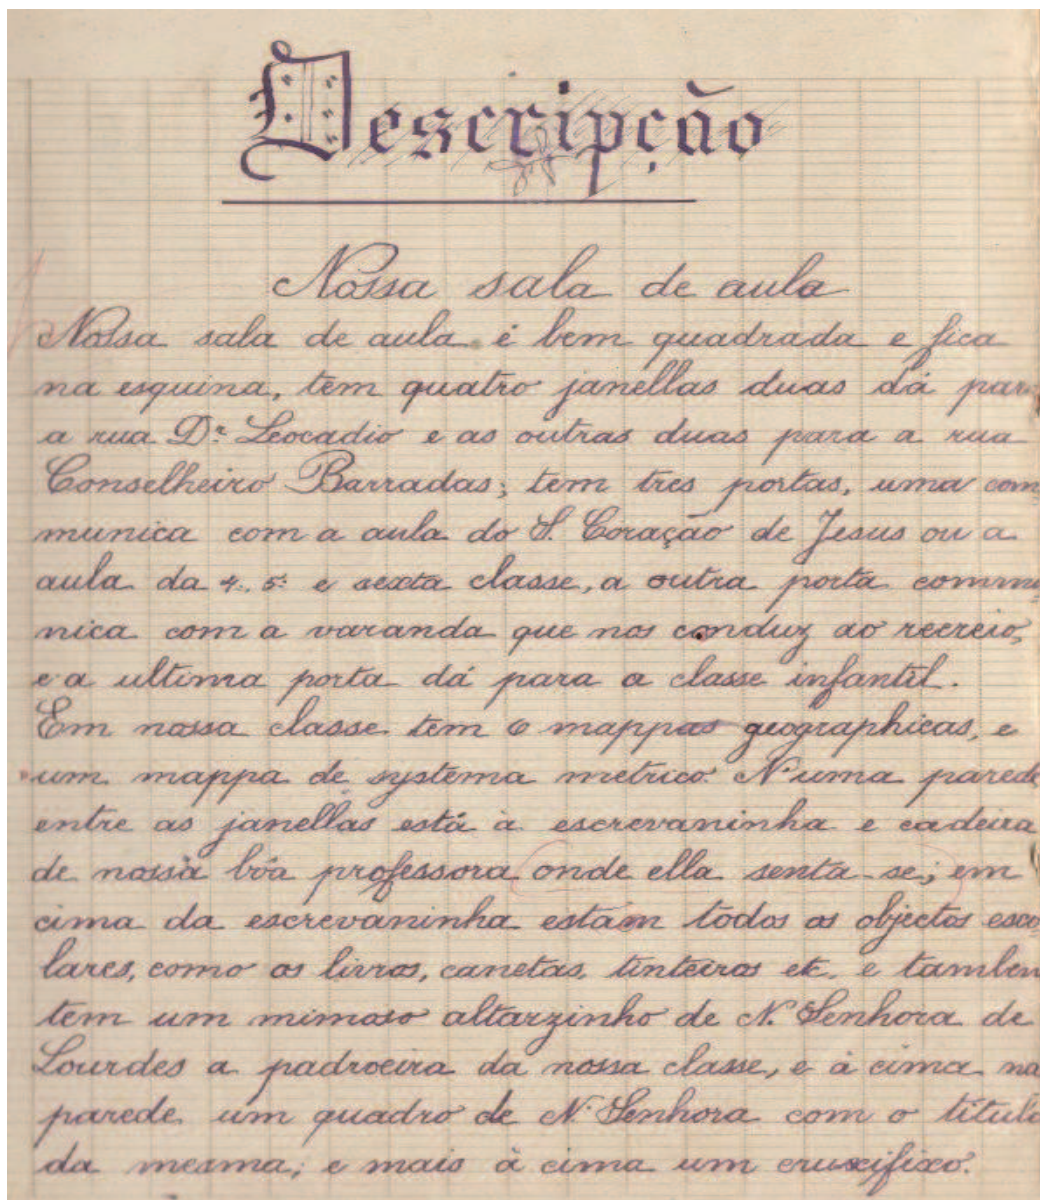 Descripção
Nossa sala de aula
Nossa sala de aula é bem quadrada e fica
na esquina, tem quatro janellas duas dá para
a rua Dr. Leocadio e as outras duas para a rua
Conselheiro Barradas; tem tres portas, uma com
munica com a aula do S. Coração de Jesus ou a
aula da 4ª. 5ª e sexta classe, a outra porta commu
nica com a varanda que nos conduz ao recreio,
e a ultima porta dá para a classe infantil.
Em nossa classe tem 6 mappas geographicas, e
um mappa de systema metrico. N'uma parede
entre as janellas está à escrevaninha e cadeira
de nossa bôa professora onde ella senta-se; em
cima da escrevaninha estám todos os objectos esco
lares, como os livros, canetas, tinteiros etc. e tambem
tem um mimoso altarzinho de N. Senhora de
Lourdes a padroeira da nossa classe, e à cima na
parede um quadro de N. Senhora com o titulo
da mesma; e mais à cima um crusifixo.